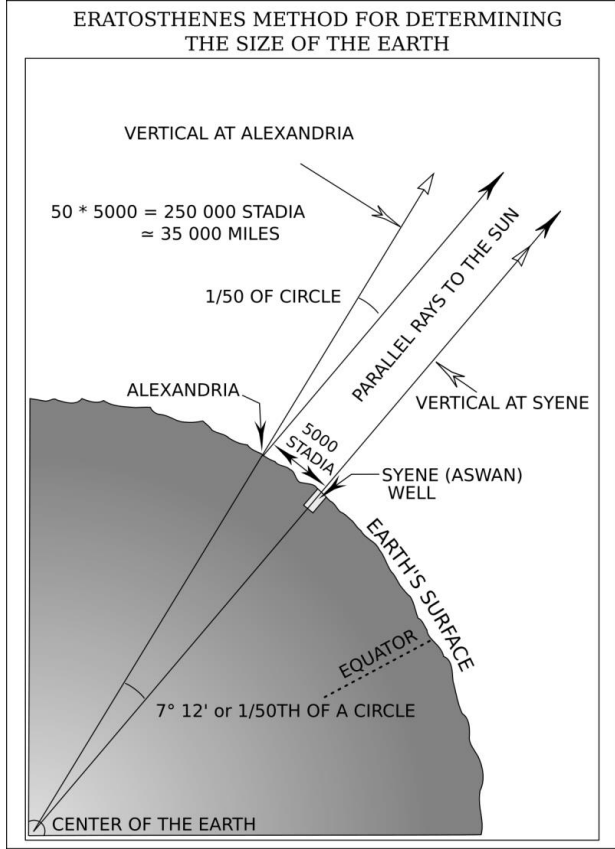 ERATOSTHENES METHOD FOR DETERMINING
THE SIZE OF THE EARTH
VERTICAL AT ALEXANDRIA
50 * 5000 = 250 000 STADIA
≃ 35 000 MILES
1/50 OF CIRCLE
PARALLEL RAYS TO THE SUN
ALEXANDRIA
VERTICAL AT SYENE
5000
STADIA
SYENE (ASWAN)
WELL
EARTH'S SURFACE
EQUATOR
7° 12' or 1/50TH OF A CIRCLE
CENTER OF THE EARTH